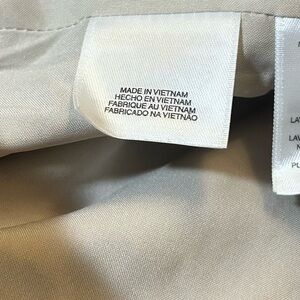 MADE IN VIETNAM
HECHO EN VIETNAM
FABRIQUE AU VIETNAM
FABRICADO NA VIETNÃO